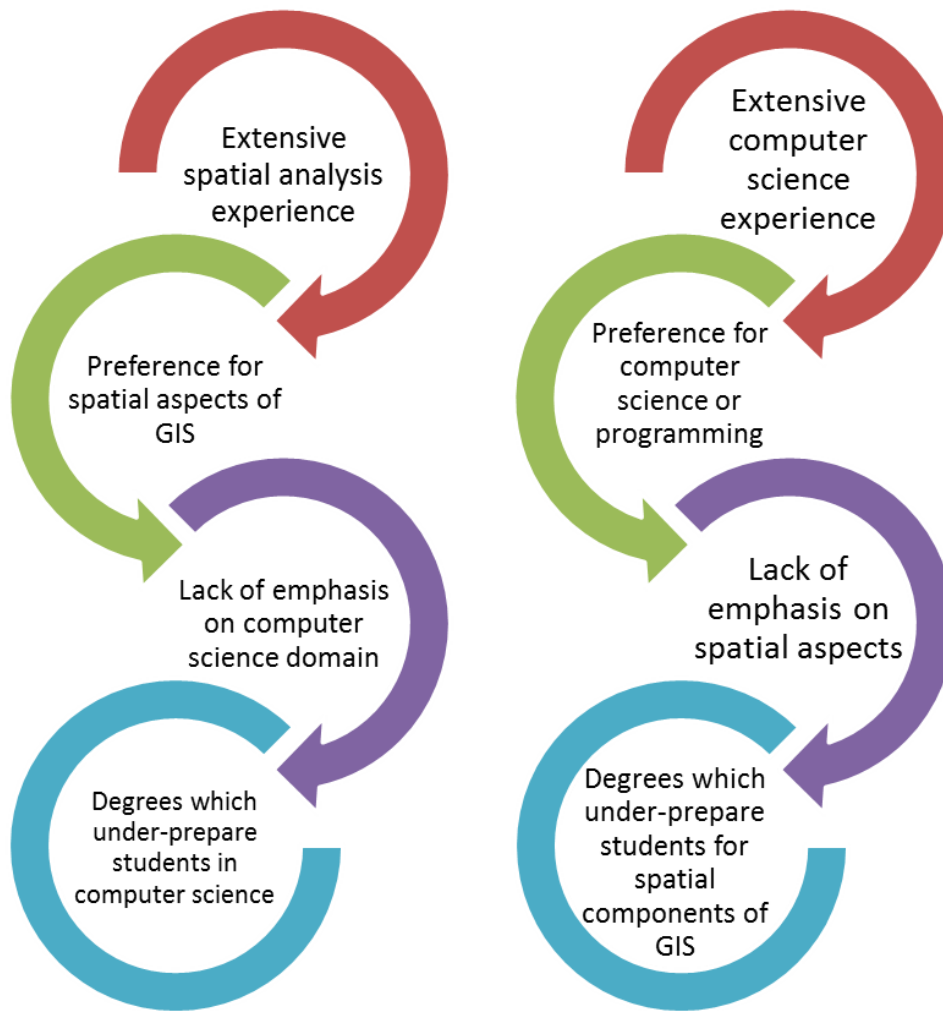 Extensive
spatial analysis
experience
Preference for
spatial aspects of
GIS
Lack of emphasis
on computer
science domain
Degrees which
under-prepare
students in
computer science
Extensive
computer
science
experience
Preference for
computer
science or
programming
Lack of
emphasis on
spatial aspects
Degrees which
under-prepare
students for
spatial
components of
GIS